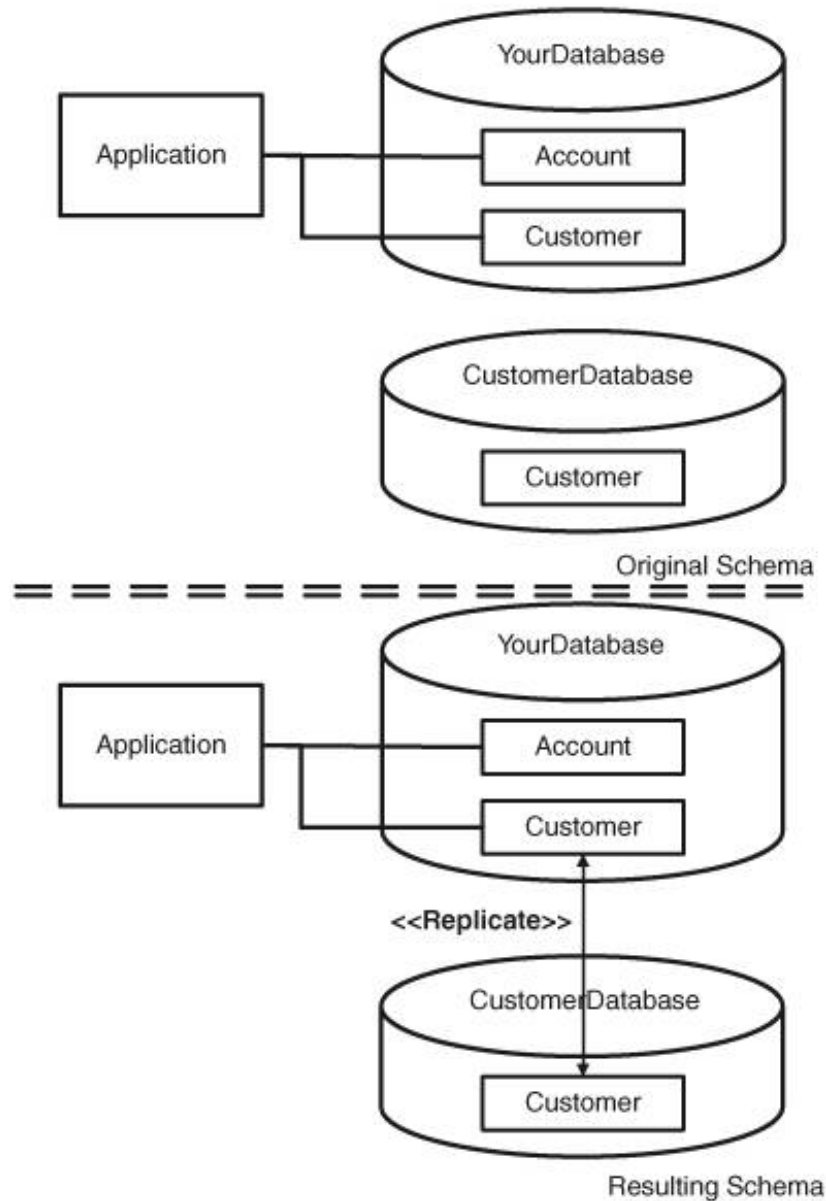 YourDatabase
Application
Account
Customer
CustomerDatabase
Customer
Original Schema
YourDatabase
Application
Account
Customer
<<Replicate>>
CustomerDatabase
Customer
Resulting Schema